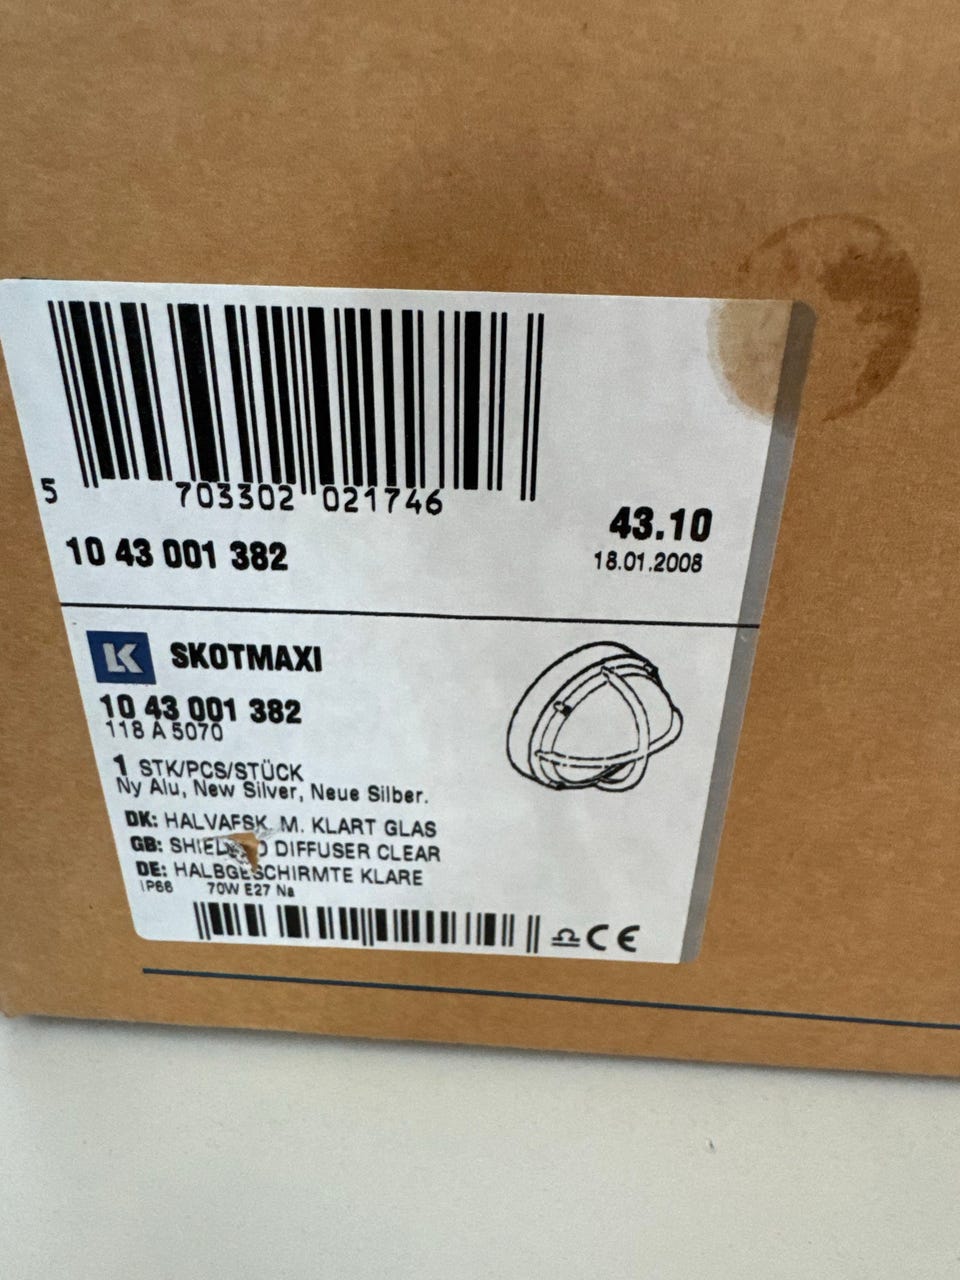 5 703302 021746
43.10
10 43 001 382
18.01.2008
LK SKOTMAXI
10 43 001 382
118 A 5070
1 STK/PCS/STÜCK
Ny Alu, New Silver, Neue Silber.
DK: HALVAFSK. M. KLART GLAS
GB: DIFFUSER CLEAR
DE: HALBGESCHIRMTE KLARE
IP66 70W E27 Na
CE